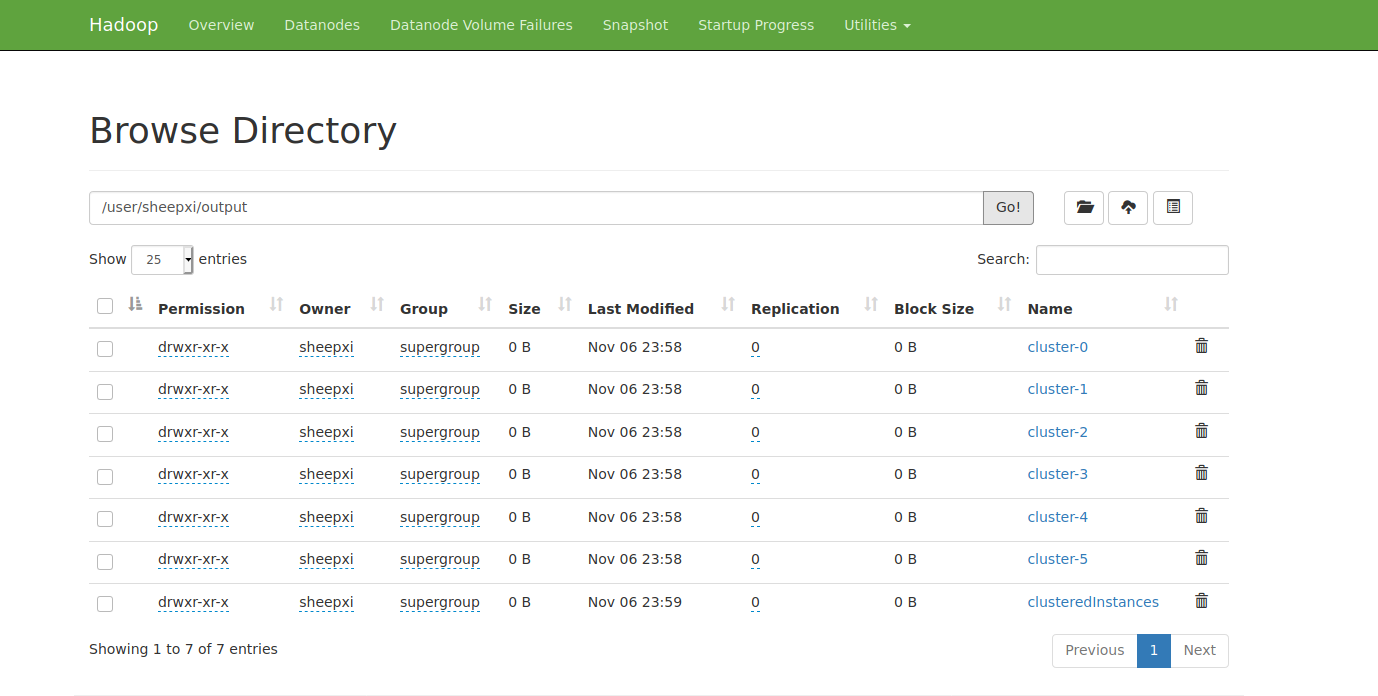 Hadoop Overview Datanodes Datanode Volume Failures Snapshot Startup Progress Utilities
Browse Directory
/user/sheepxi/output Go!
Show 25 entries Search:
Permission Owner Group Size Last Modified Replication Block Size Name
drwxr-xr-x sheepxi supergroup 0 B Nov 06 23:58 0 0 B cluster-0
drwxr-xr-x sheepxi supergroup 0 B Nov 06 23:58 0 0 B cluster-1
drwxr-xr-x sheepxi supergroup 0 B Nov 06 23:58 0 0 B cluster-2
drwxr-xr-x sheepxi supergroup 0 B Nov 06 23:58 0 0 B cluster-3
drwxr-xr-x sheepxi supergroup 0 B Nov 06 23:58 0 0 B cluster-4
drwxr-xr-x sheepxi supergroup 0 B Nov 06 23:58 0 0 B cluster-5
drwxr-xr-x sheepxi supergroup 0 B Nov 06 23:59 0 0 B clusteredInstances
Showing 1 to 7 of 7 entries Previous 1 Next